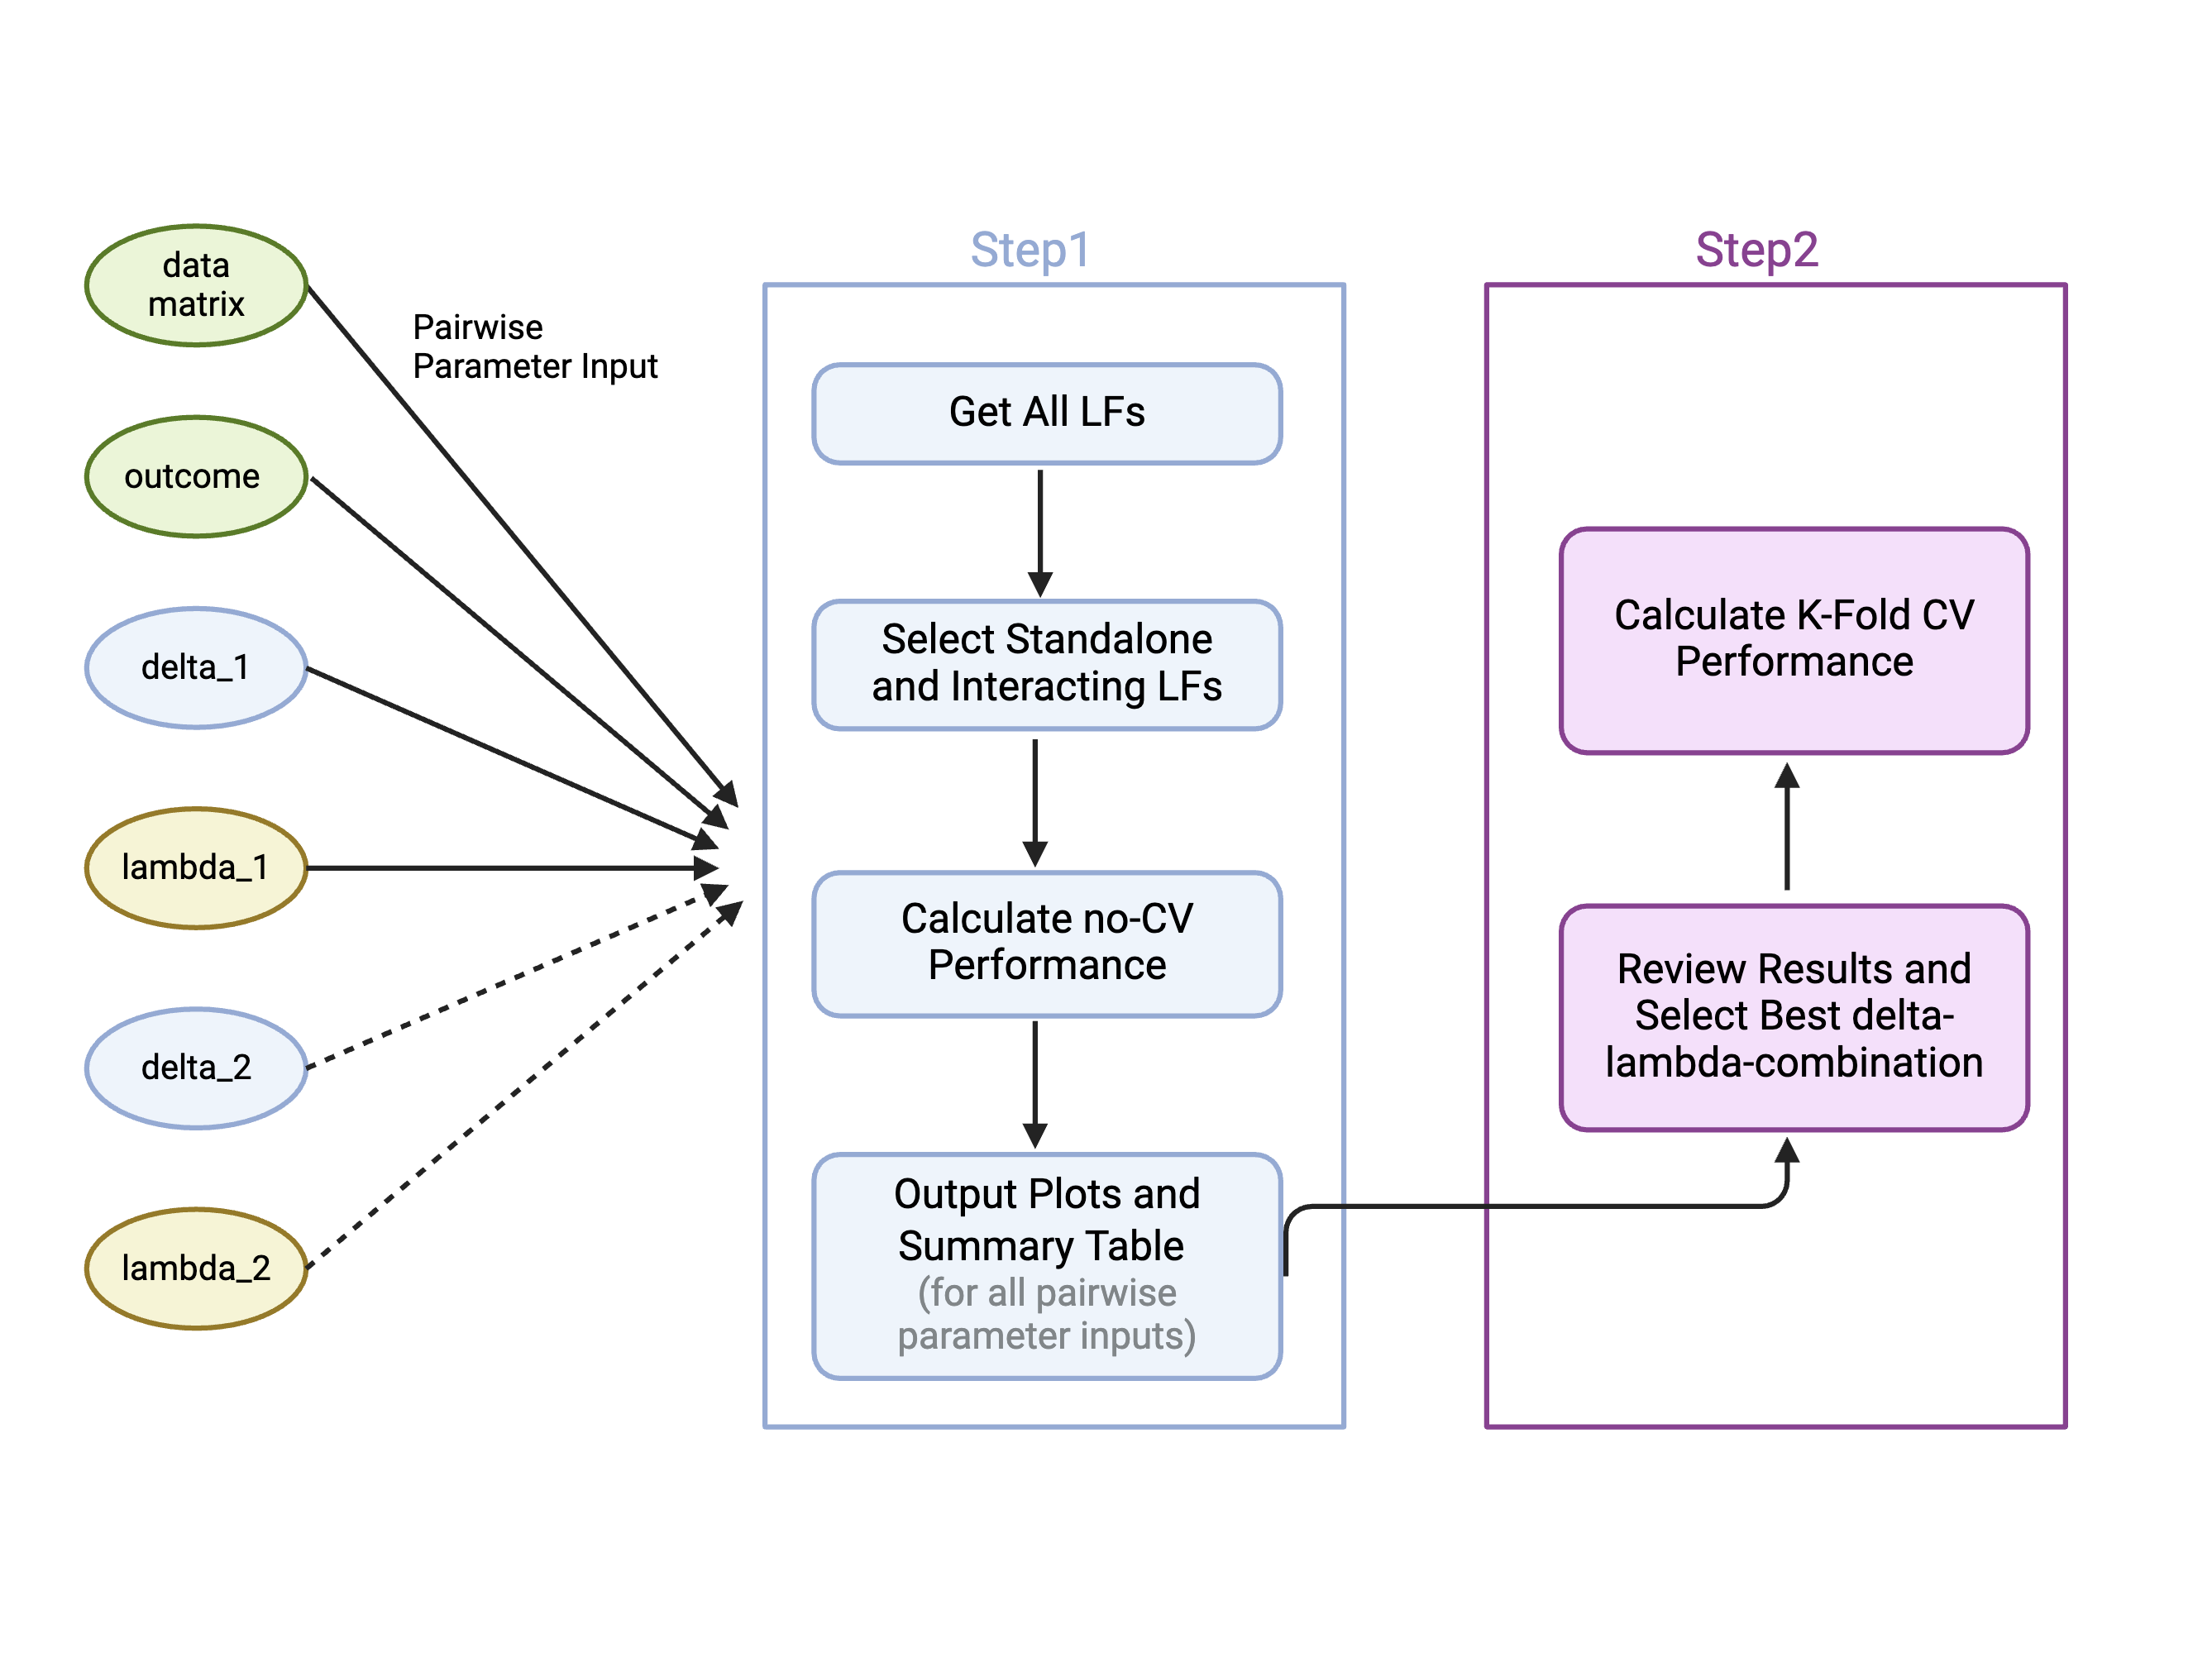 data
matrix
outcome
delta_1
lambda_1
delta_2
lambda_2
Pairwise
Parameter Input
Step1
Get All LFs
Select Standalone
and Interacting LFs
Calculate no-CV
Performance
Output Plots and
Summary Table
(for all pairwise
parameter inputs)
Step2
Calculate K-Fold CV
Performance
Review Results and
Select Best delta-
lambda-combination